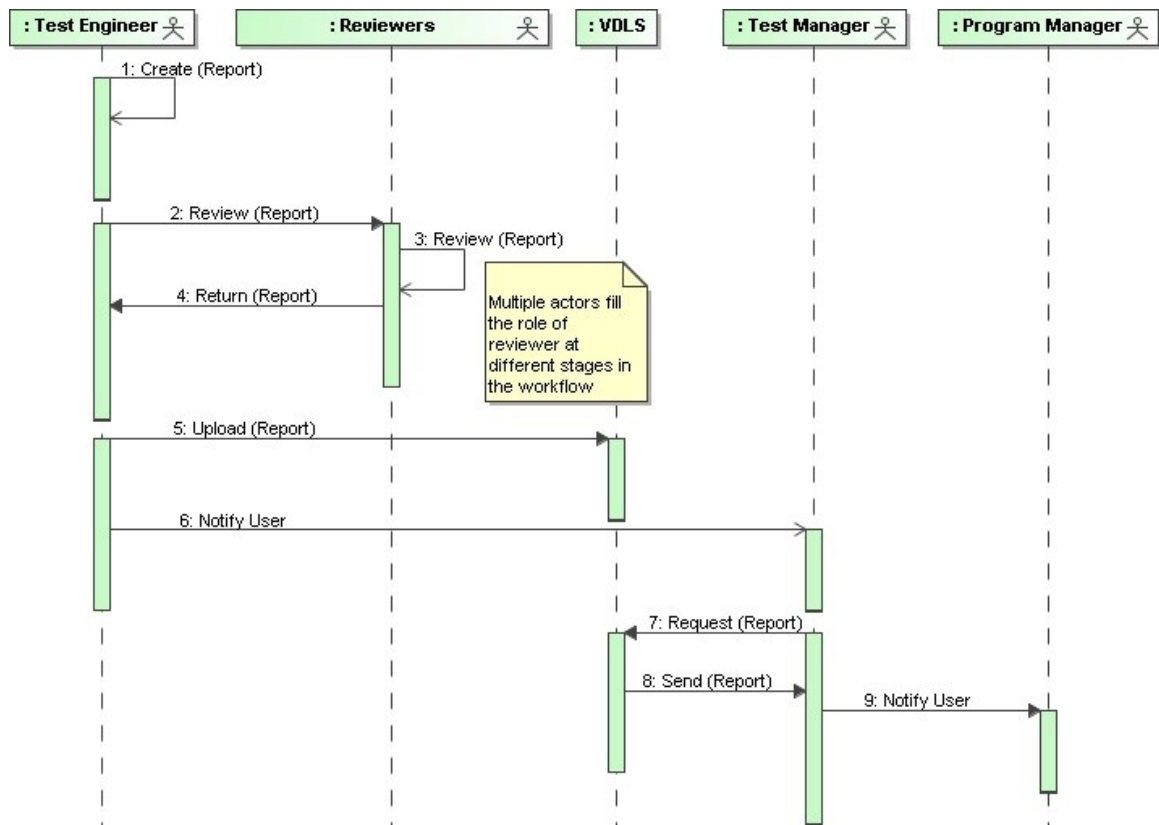 : Test Engineer
: Reviewers
: VDLS
: Test Manager
: Program Manager
1: Create (Report)
2: Review (Report)
3: Review (Report)
Multiple actors fill
the role of
reviewer at
different stages in
the workflow
4: Return (Report)
5: Upload (Report)
6: Notify User
7: Request (Report)
8: Send (Report)
9: Notify User